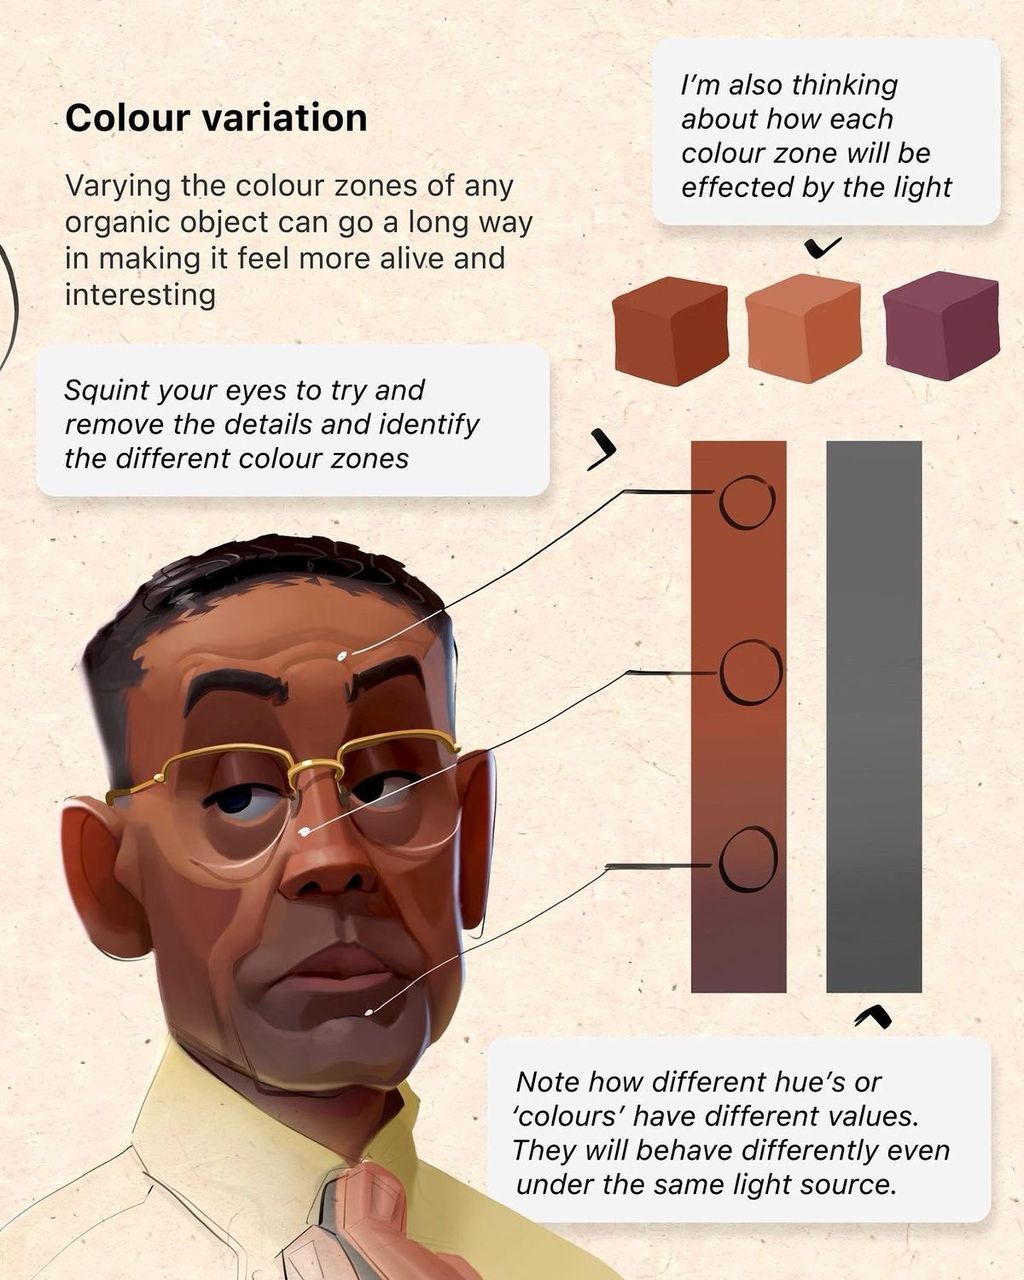 Colour variation
Varying the colour zones of any
organic object can go a long way
in making it feel more alive and
interesting
I'm also thinking
about how each
colour zone will be
effected by the light
Squint your eyes to try and
remove the details and identify
the different colour zones
Note how different hue's or
‘colours’ have different values.
They will behave differently even
under the same light source.